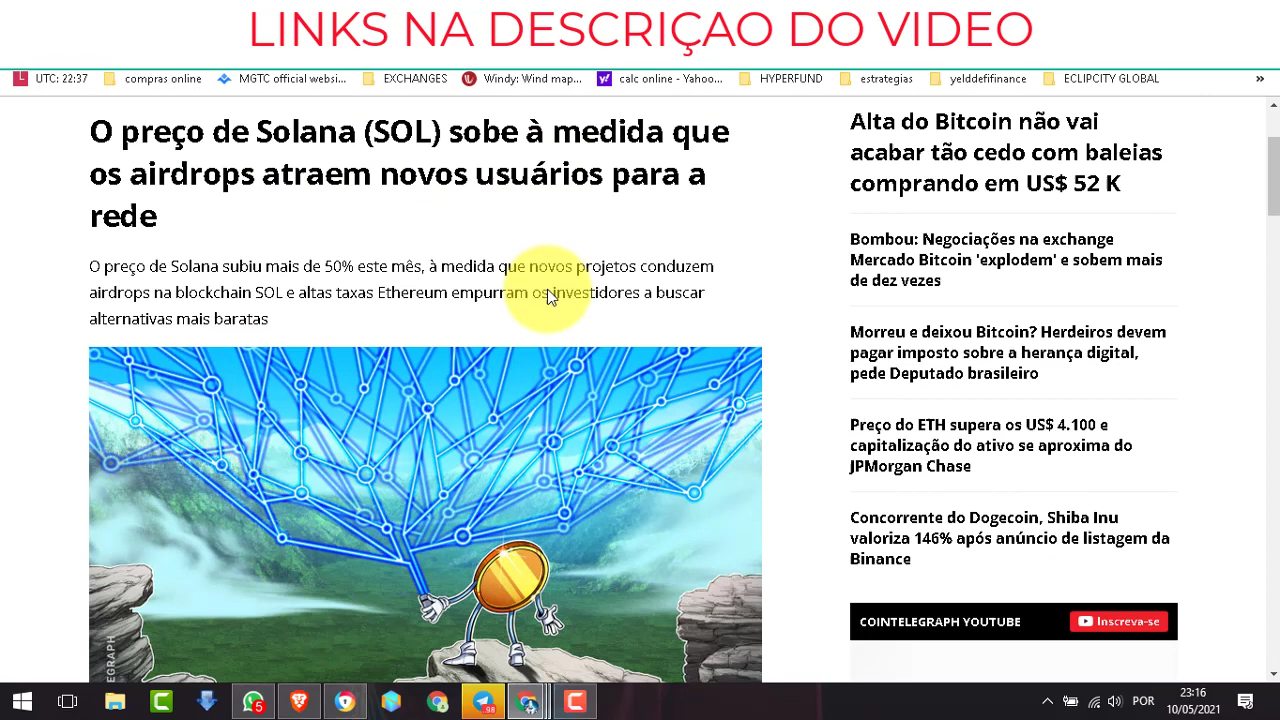 LINKS NA DESCRIÇAO DO VIDEO
UTC: 22:37 compras online MGTC official websi... EXCHANGES Windy: Wind map... calc online - Yahoo... HYPERFUND estrategias yelddefifinance ECLIPCITY GLOBAL »
O preço de Solana (SOL) sobe à medida que
os airdrops atraem novos usuários para a
rede
O preço de Solana subiu mais de 50% este mês, à medida que novos projetos conduzem
airdrops na blockchain SOL e altas taxas Ethereum empurram os investidores a buscar
alternativas mais baratas
EGRAPH
Alta do Bitcoin não vai
acabar tão cedo com baleias
comprando em US$ 52 K
Bombou: Negociações na exchange
Mercado Bitcoin 'explodem' e sobem mais
de dez vezes
Morreu e deixou Bitcoin? Herdeiros devem
pagar imposto sobre a herança digital,
pede Deputado brasileiro
Preço do ETH supera os US$ 4.100 e
capitalização do ativo se aproxima do
JPMorgan Chase
Concorrente do Dogecoin, Shiba Inu
valoriza 146% após anúncio de listagem da
Binance
COINTELEGRAPH YOUTUBE Inscreva-se
5 98 POR 23:16
10/05/2021